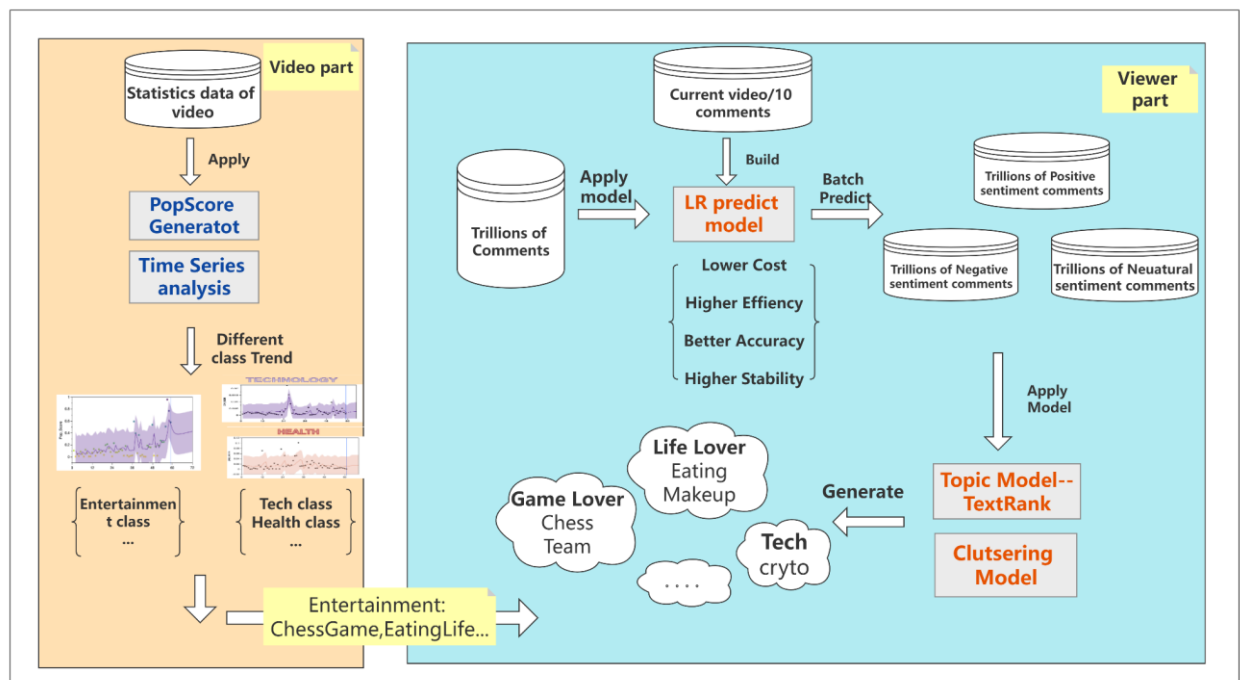 Video part
Statistics data of
video
Apply
PopScore
Generatot
Time Series
analysis
Different
class Trend
TECHNOLOGY
HEALTH
Entertainmen
t class
...
Tech class
Health class
...
Entertainment:
ChessGame,EatingLife...
Viewer
part
Current video/10
comments
Build
Trillions of
Comments
Apply
model
LR predict
model
Batch
Predict
Trillions of Positive
sentiment comments
Trillions of Negative
sentiment comments
Trillions of Neuatural
sentiment comments
Lower Cost
Higher Effiency
Better Accuracy
Higher Stability
Apply
Model
Topic Model--
TextRank
Clutsering
Model
Generate
Life Lover
Eating
Makeup
Game Lover
Chess
Team
Tech
cryto
....